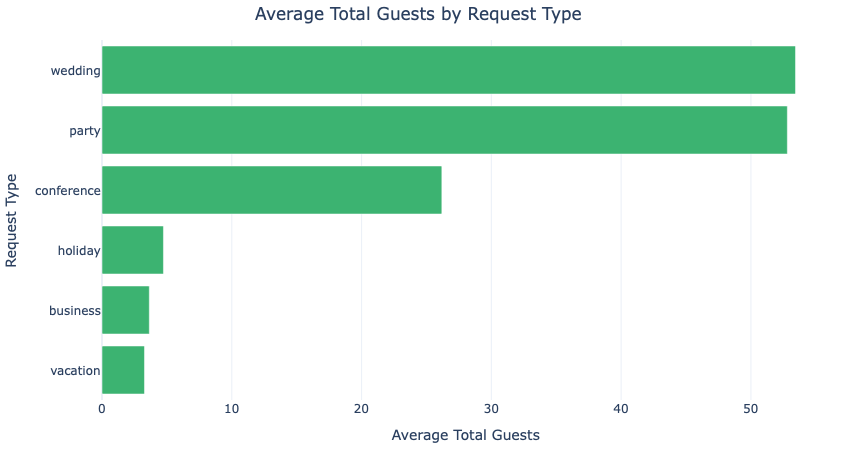 Average Total Guests by Request Type
Request Type
wedding
party
conference
holiday
business
vacation
0 10 20 30 40 50
Average Total Guests